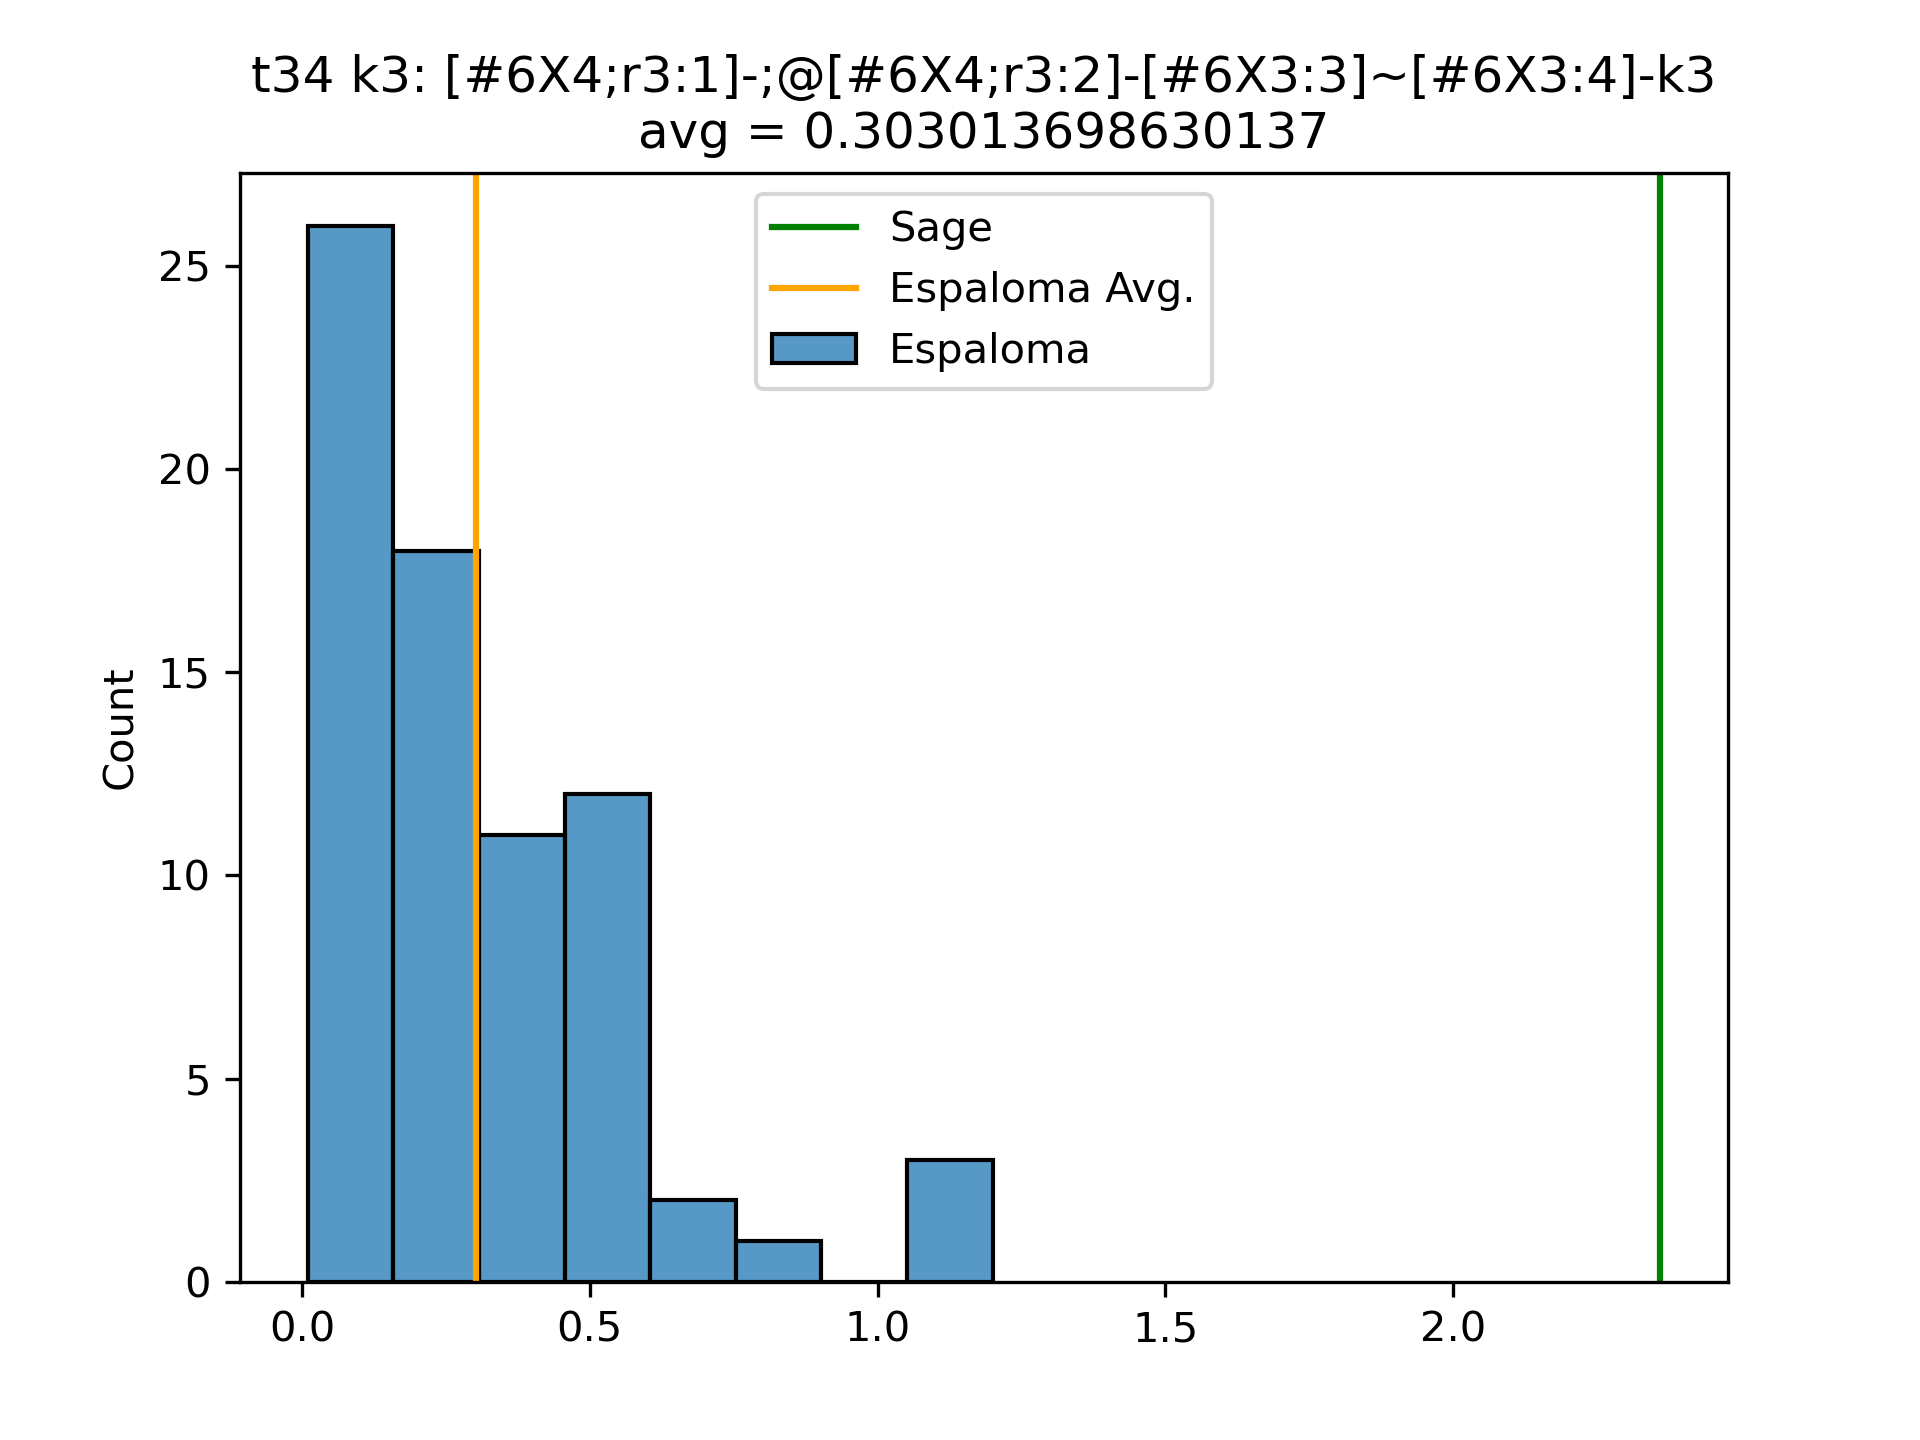 t34 k3: [#6X4;r3:1]-;@[#6X4;r3:2]-[#6X3:3]~[#6X3:4]-k3
avg = 0.303013698630137
Sage
Espaloma Avg.
Espaloma
Count
25
20
15
10
5
0
0.0 0.5 1.0 1.5 2.0